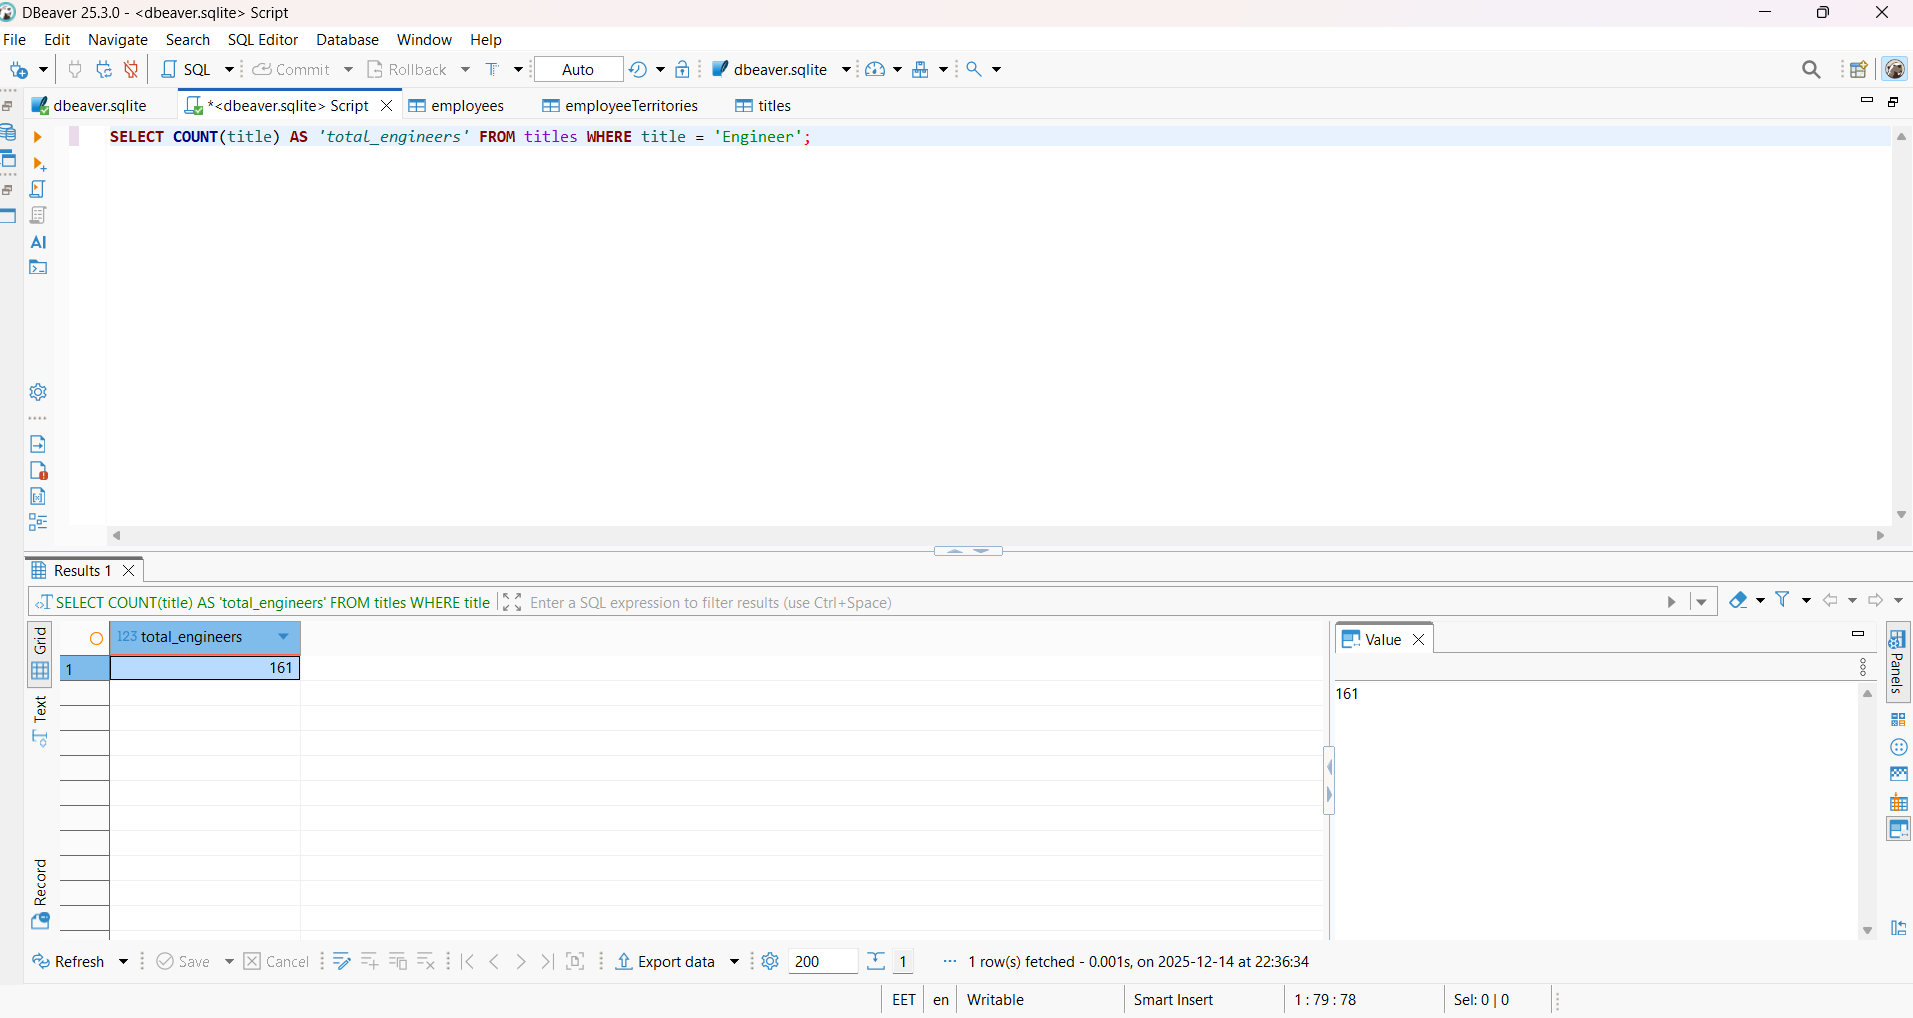 DBeaver 25.3.0 - <dbeaver.sqlite> Script
File Edit Navigate Search SQL Editor Database Window Help
SQL Commit Rollback T Auto dbeaver.sqlite
dbeaver.sqlite *<dbeaver.sqlite> Script employees employeeTerritories titles
SELECT COUNT(title) AS 'total_engineers' FROM titles WHERE title = 'Engineer';
AI
Results 1
SELECT COUNT(title) AS 'total_engineers' FROM titles WHERE title Enter a SQL expression to filter results (use Ctrl+Space)
Grid
Text
Record
123 total_engineers
1 161
Value
161
Panels
Refresh Save Cancel Export data 200 1 ... 1 row(s) fetched - 0.001s, on 2025-12-14 at 22:36:34
EET en Writable Smart Insert 1 : 79 : 78 Sel: 0 | 0